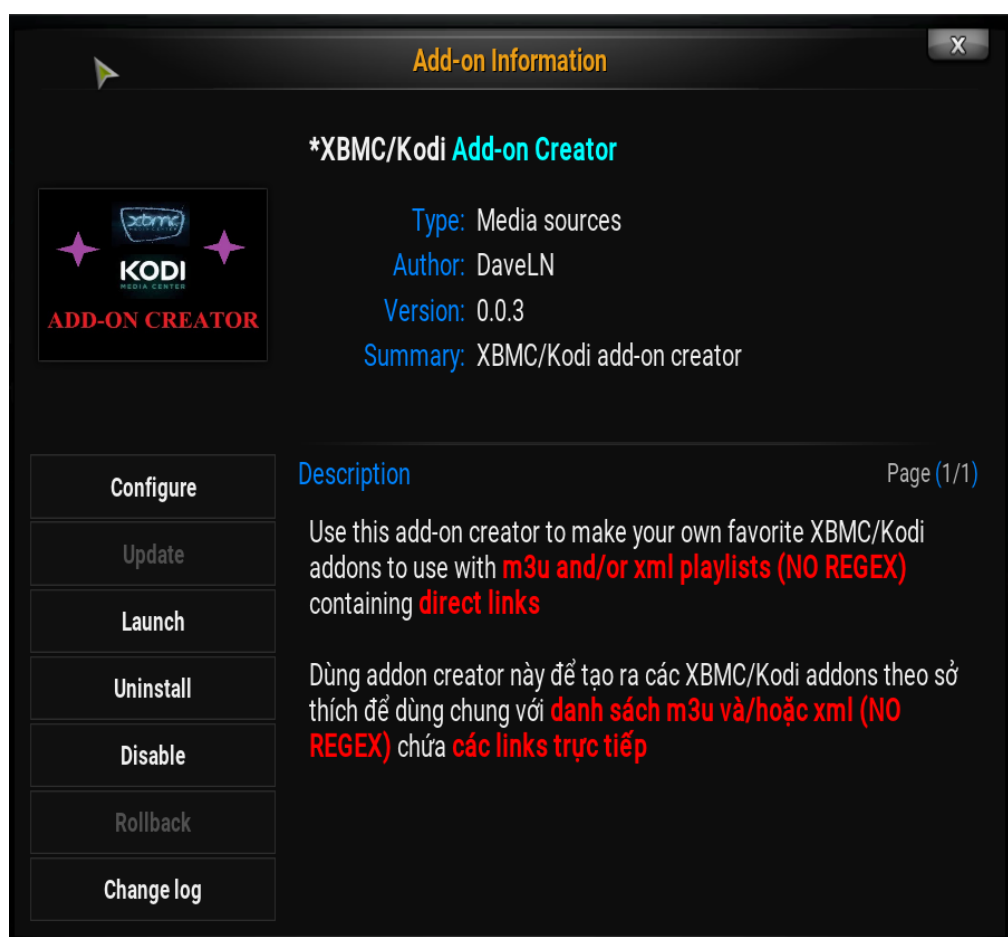 Add-on Information
X
*XBMC/Kodi Add-on Creator
xbmc
KODI
MEDIA CENTER
ADD-ON CREATOR
Type: Media sources
Author: DaveLN
Version: 0.0.3
Summary: XBMC/Kodi add-on creator
Configure
Update
Launch
Uninstall
Disable
Rollback
Change log
Description
Page (1/1)
Use this add-on creator to make your own favorite XBMC/Kodi
addons to use with m3u and/or xml playlists (NO REGEX)
containing direct links
Dùng addon creator này để tạo ra các XBMC/Kodi addons theo sở
thích để dùng chung với danh sách m3u và/hoặc xml (NO
REGEX) chứa các links trực tiếp